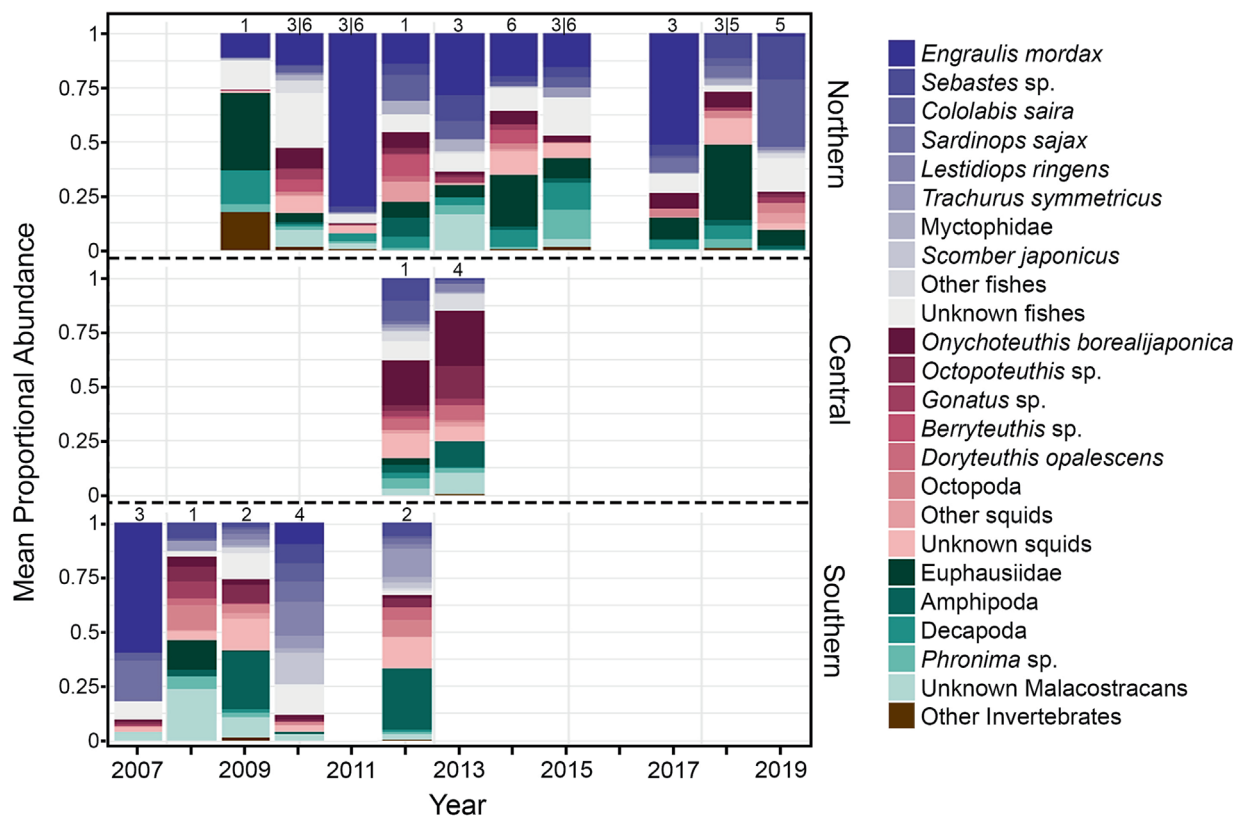 Mean Proportional Abundance
1 3|6 3|6 1 3 6 3|6 3 3|5 5
1
0.75
0.5
0.25
0
Northern
1 4
1
0.75
0.5
0.25
0
Central
3 1 2 4 2
1
0.75
0.5
0.25
0
Southern
2007 2009 2011 2013 2015 2017 2019
Year
Engraulis mordax
Sebastes sp.
Cololabis saira
Sardinops sajax
Lestidiops ringens
Trachurus symmetricus
Myctophidae
Scomber japonicus
Other fishes
Unknown fishes
Onychoteuthis borealijaponica
Octopoteuthis sp.
Gonatus sp.
Berryteuthis sp.
Doryteuthis opalescens
Octopoda
Other squids
Unknown squids
Euphausiidae
Amphipoda
Decapoda
Phronima sp.
Unknown Malacostracans
Other Invertebrates